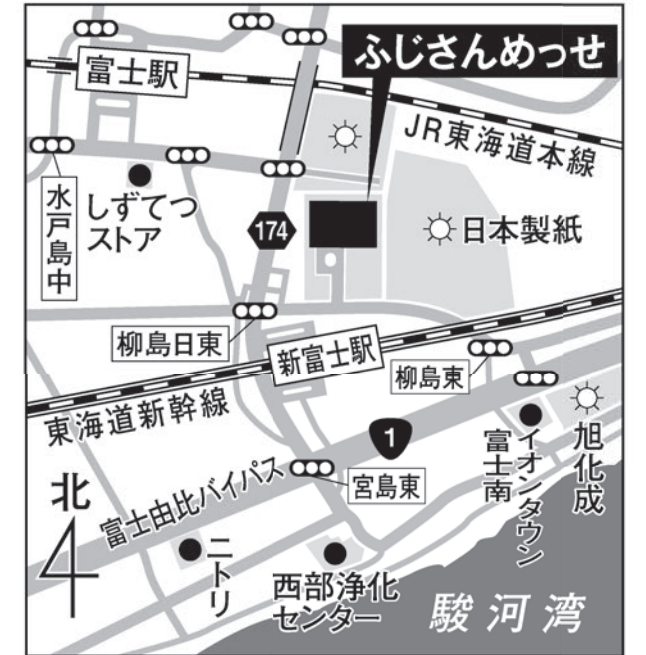 ふじさんめっせ
富士駅
JR東海道本線
水戸島中
しずてつ
ストア
174
日本製紙
柳島日東
新富士駅
柳島東
東海道新幹線
1
イオンタウン
富士南
旭化成
北
富士由比バイパス
宮島東
ニトリ
西部浄化
センター
駿河湾